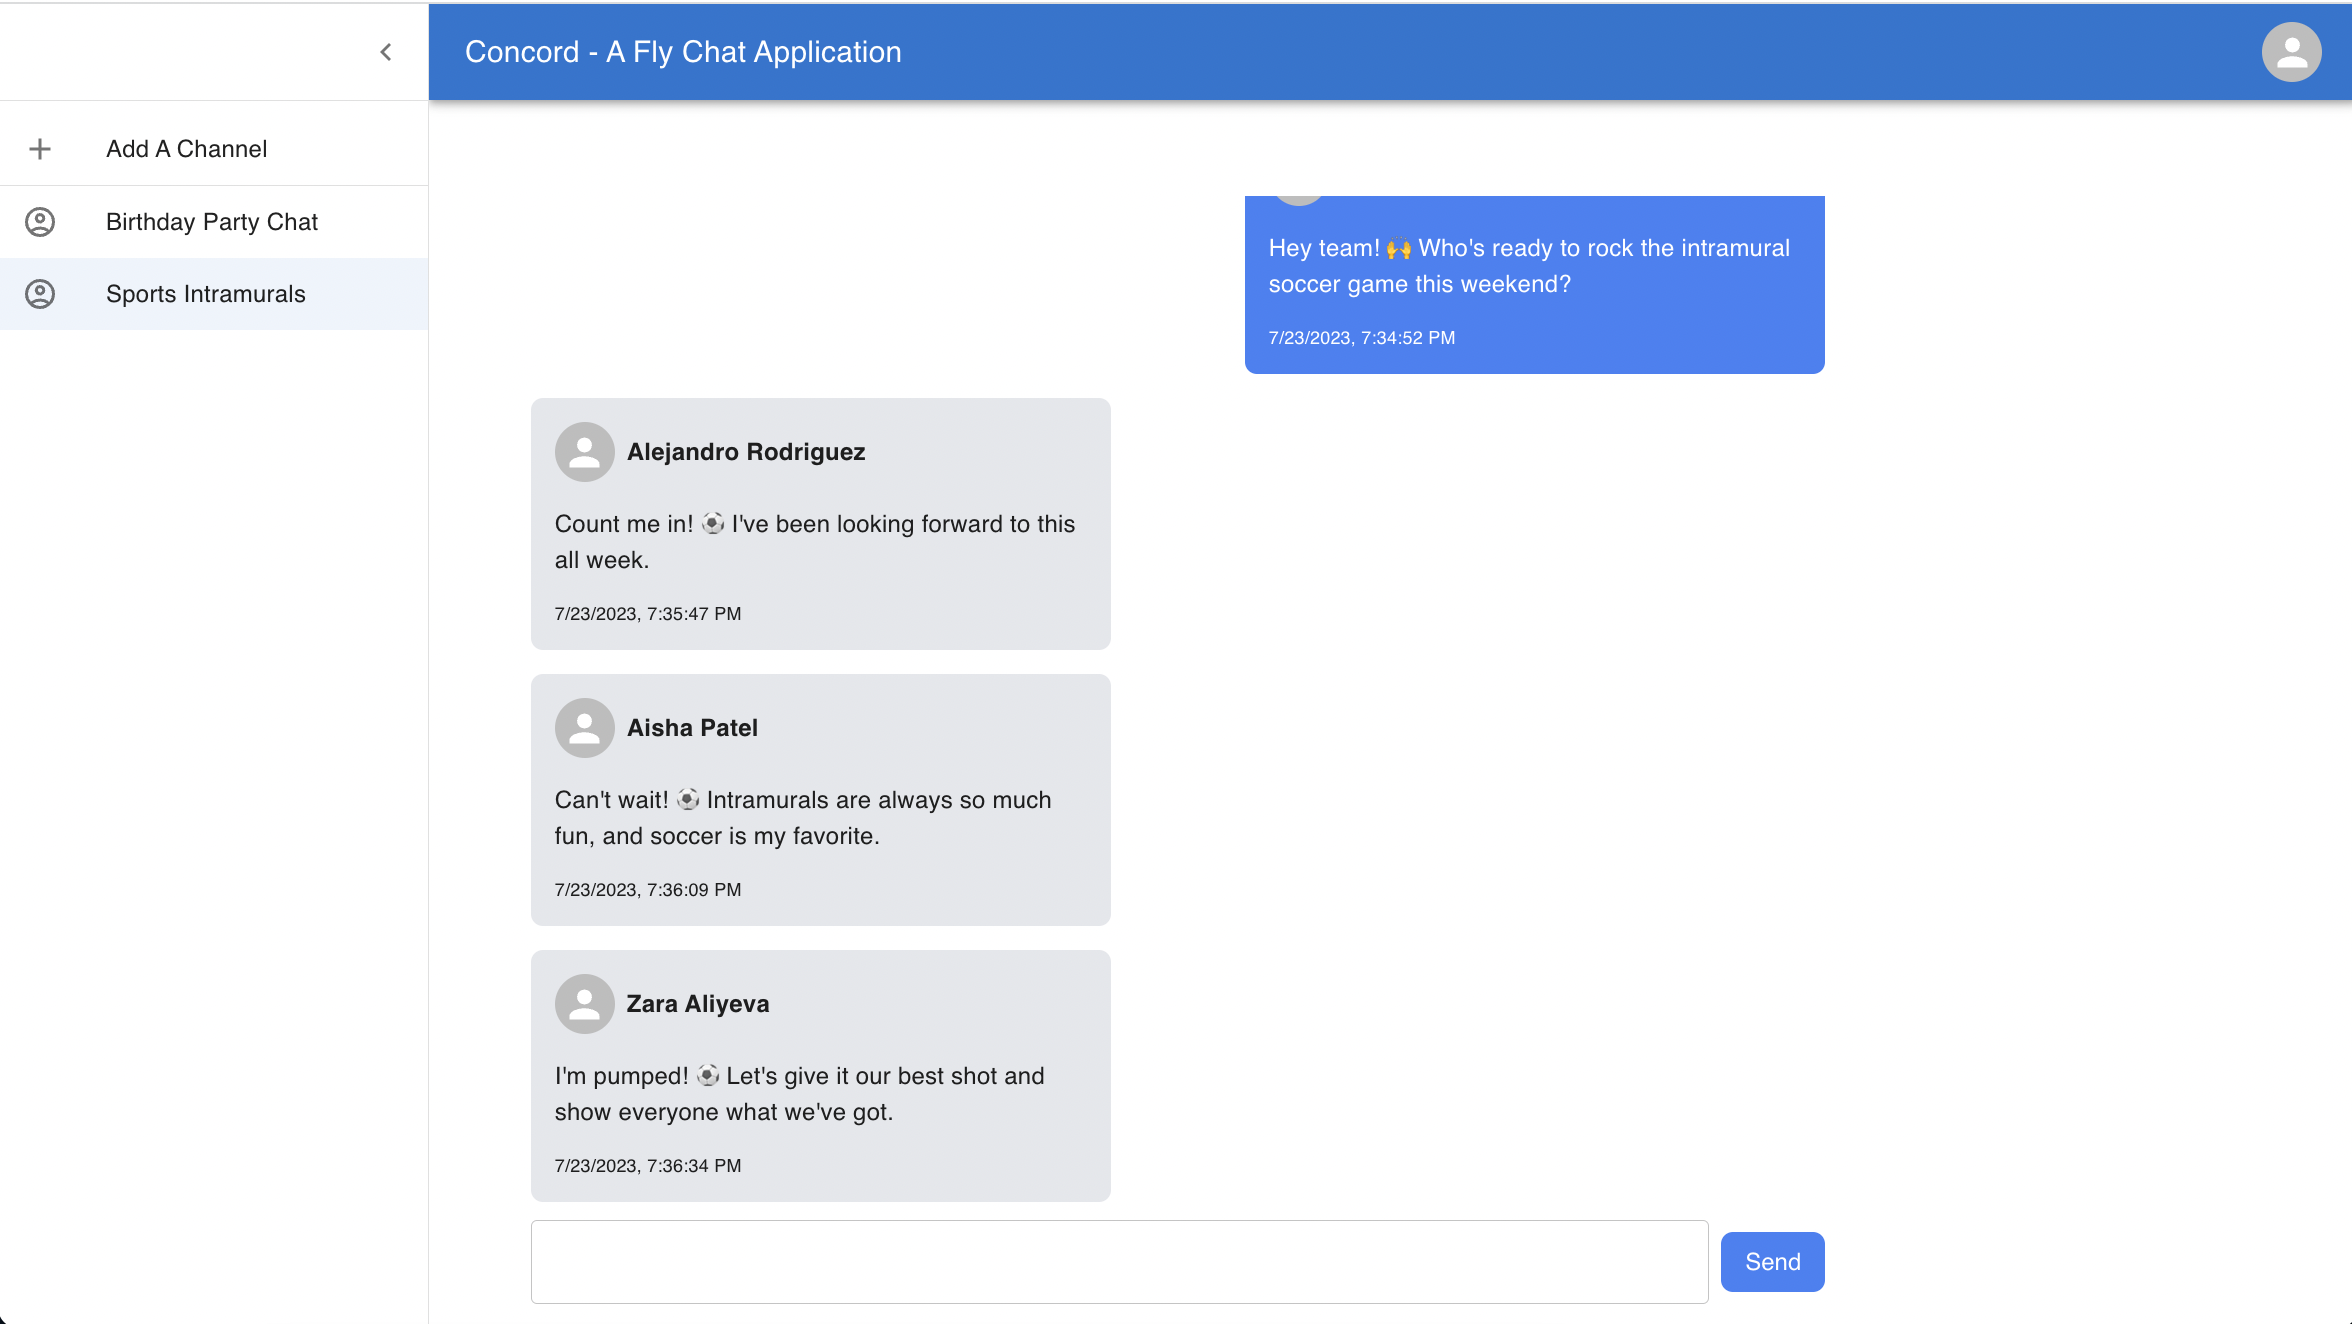 Concord - A Fly Chat Application
Add A Channel
Birthday Party Chat
Sports Intramurals
Hey team! 🙌 Who's ready to rock the intramural
soccer game this weekend?
7/23/2023, 7:34:52 PM
Alejandro Rodriguez
Count me in! ⚽ I've been looking forward to this
all week.
7/23/2023, 7:35:47 PM
Aisha Patel
Can't wait! ⚽ Intramurals are always so much
fun, and soccer is my favorite.
7/23/2023, 7:36:09 PM
Zara Aliyeva
I'm pumped! ⚽ Let's give it our best shot and
show everyone what we've got.
7/23/2023, 7:36:34 PM
Send